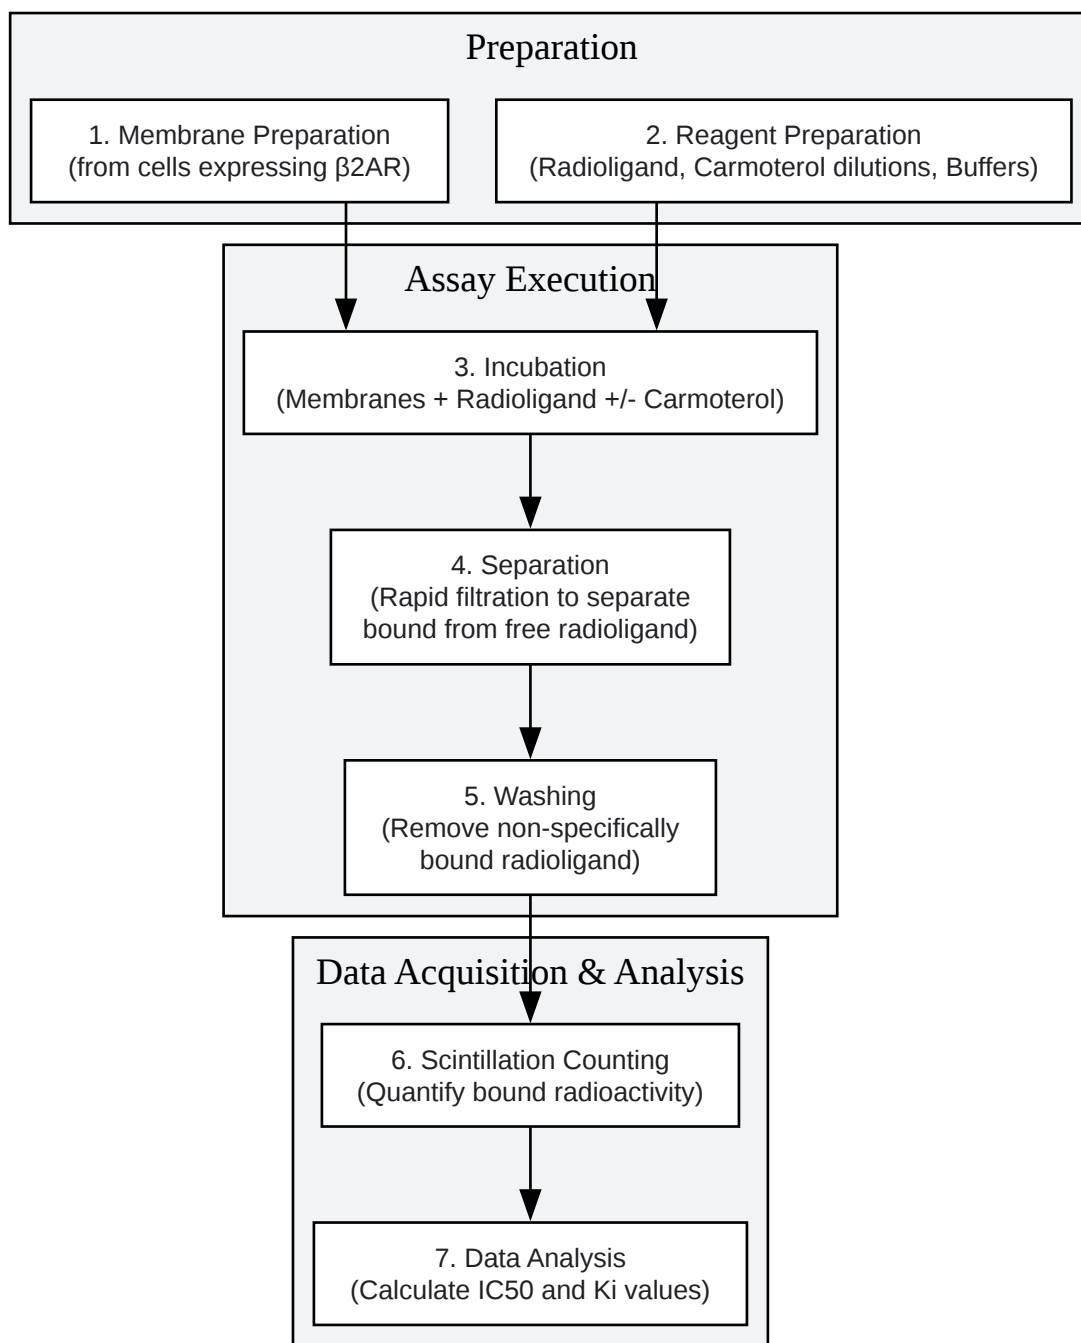 Preparation
1. Membrane Preparation
(from cells expressing β2AR)
2. Reagent Preparation
(Radioligand, Carmoterol dilutions, Buffers)
Assay Execution
3. Incubation
(Membranes + Radioligand +/- Carmoterol)
4. Separation
(Rapid filtration to separate
bound from free radioligand)
5. Washing
(Remove non-specifically
bound radioligand)
Data Acquisition & Analysis
6. Scintillation Counting
(Quantify bound radioactivity)
7. Data Analysis
(Calculate IC50 and Ki values)